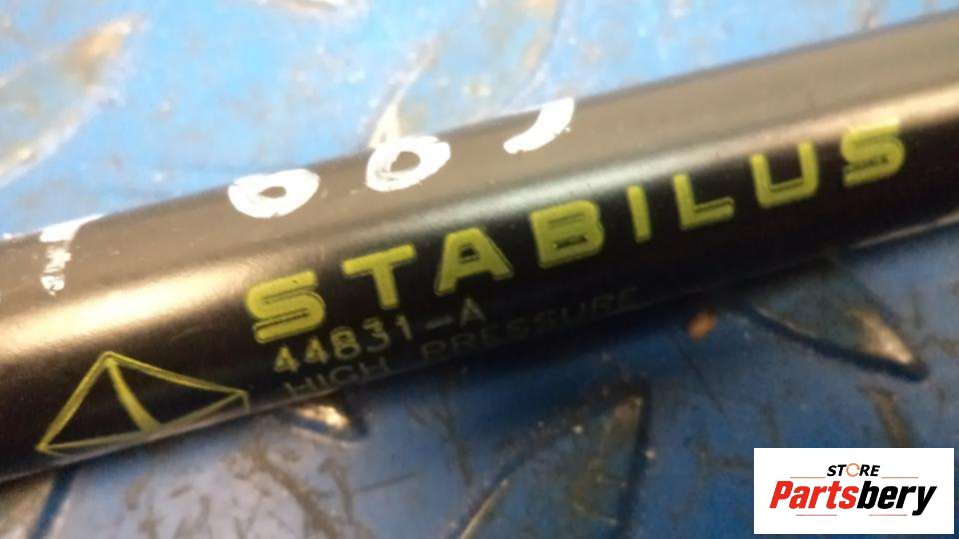 STABILUS
44831-A
HIGH PRESSURE
STORE
Partsbery